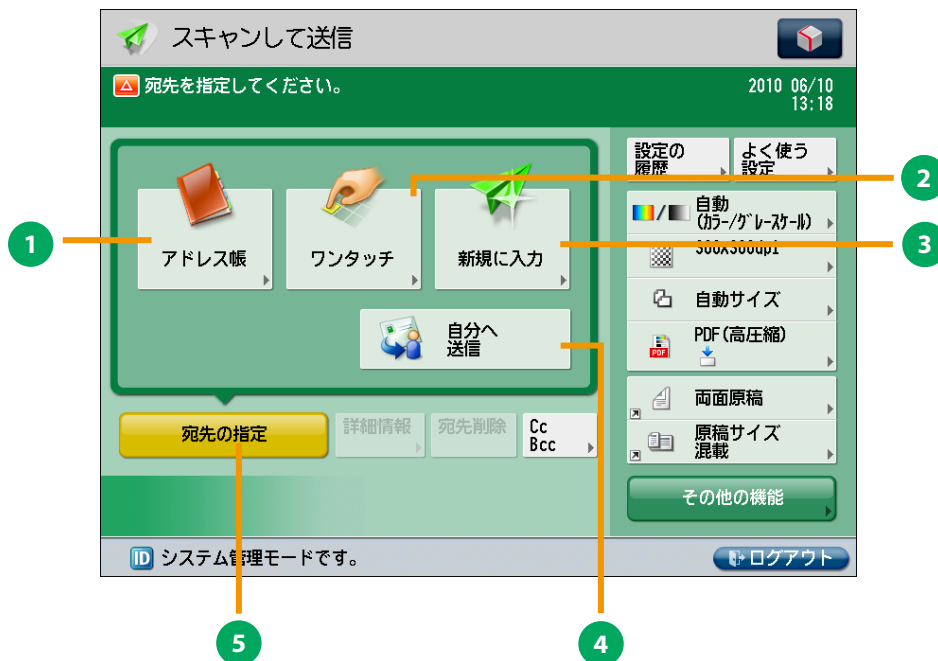 スキャンして送信
宛先を指定してください。
2010 06/10
13:18
設定の
履歴
よく使う
設定
2
自動
(ｶﾗｰ/ｸﾞﾚｰｽｹｰﾙ)
1
アドレス帳
ワンタッチ
新規に入力
3
300x300dpi
自動サイズ
自分へ
送信
PDF
PDF(高圧縮)
両面原稿
宛先の指定
詳細情報
宛先削除
Cc
Bcc
原稿サイズ
混載
その他の機能
ID システム管理モードです。
ログアウト
5
4